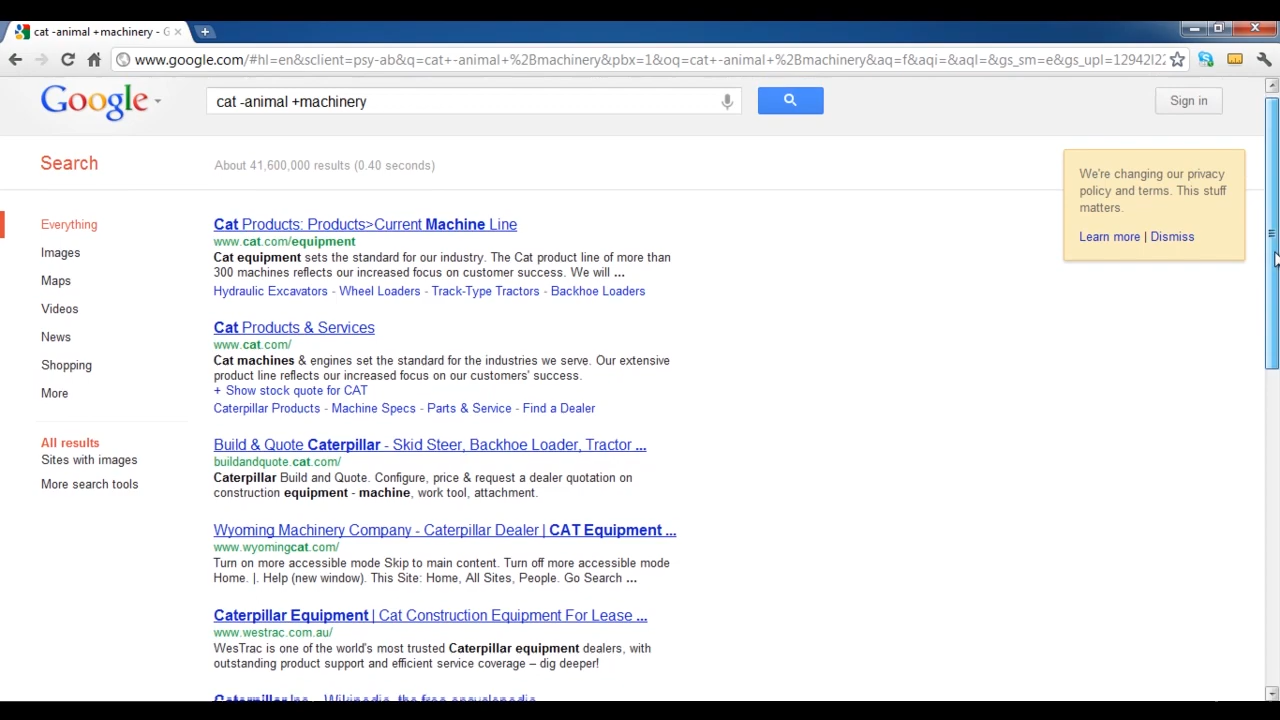 cat -animal +machinery - G
www.google.com/#hl=en&sclient=psy-ab&q=cat+-animal+%2Bmachinery&pbx=1&oq=cat+-animal+%2Bmachinery&aq=f&aqi=&aql=&gs_sm=e&gs_upl=12942l22
Google
cat -animal +machinery
Sign in
Search
About 41,600,000 results (0.40 seconds)
We're changing our privacy
policy and terms. This stuff
matters.
Learn more | Dismiss
Everything
Images
Maps
Videos
News
Shopping
More
All results
Sites with images
More search tools
Cat Products: Products>Current Machine Line
www.cat.com/equipment
Cat equipment sets the standard for our industry. The Cat product line of more than
300 machines reflects our increased focus on customer success. We will ...
Hydraulic Excavators - Wheel Loaders - Track-Type Tractors - Backhoe Loaders
Cat Products & Services
www.cat.com/
Cat machines & engines set the standard for the industries we serve. Our extensive
product line reflects our increased focus on our customers' success.
+ Show stock quote for CAT
Caterpillar Products - Machine Specs - Parts & Service - Find a Dealer
Build & Quote Caterpillar - Skid Steer, Backhoe Loader, Tractor ...
buildandquote.cat.com/
Caterpillar Build and Quote. Configure, price & request a dealer quotation on
construction equipment - machine, work tool, attachment.
Wyoming Machinery Company - Caterpillar Dealer | CAT Equipment ...
www.wyomingcat.com/
Turn on more accessible mode Skip to main content. Turn off more accessible mode
Home. |. Help (new window). This Site: Home, All Sites, People. Go Search ...
Caterpillar Equipment | Cat Construction Equipment For Lease ...
www.westrac.com.au/
WesTrac is one of the world's most trusted Caterpillar equipment dealers, with
outstanding product support and efficient service coverage – dig deeper!
Caterpillar Inc. - Wikipedia, the free encyclopedia